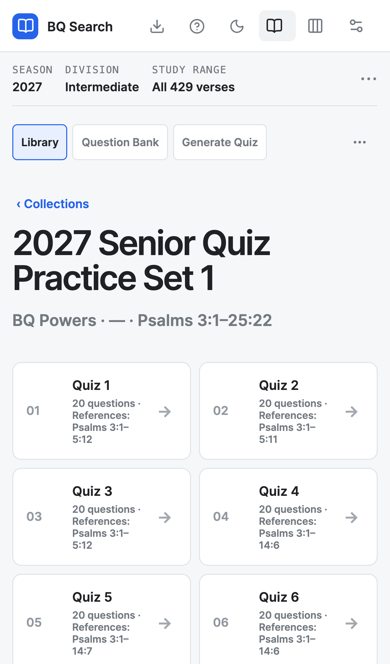 BQ Search
SEASON DIVISION STUDY RANGE
2027 Intermediate All 429 verses
Library Question Bank Generate Quiz
‹ Collections
2027 Senior Quiz
Practice Set 1
BQ Powers · — · Psalms 3:1–25:22
01
Quiz 1
20 questions ·
References:
Psalms 3:1–
5:12
02
Quiz 2
20 questions ·
References:
Psalms 3:1–
5:11
03
Quiz 3
20 questions ·
References:
Psalms 3:1–
5:12
04
Quiz 4
20 questions ·
References:
Psalms 3:1–
14:6
05
Quiz 5
20 questions ·
References:
Psalms 3:1–
14:7
06
Quiz 6
20 questions ·
References:
Psalms 3:1–
14:6